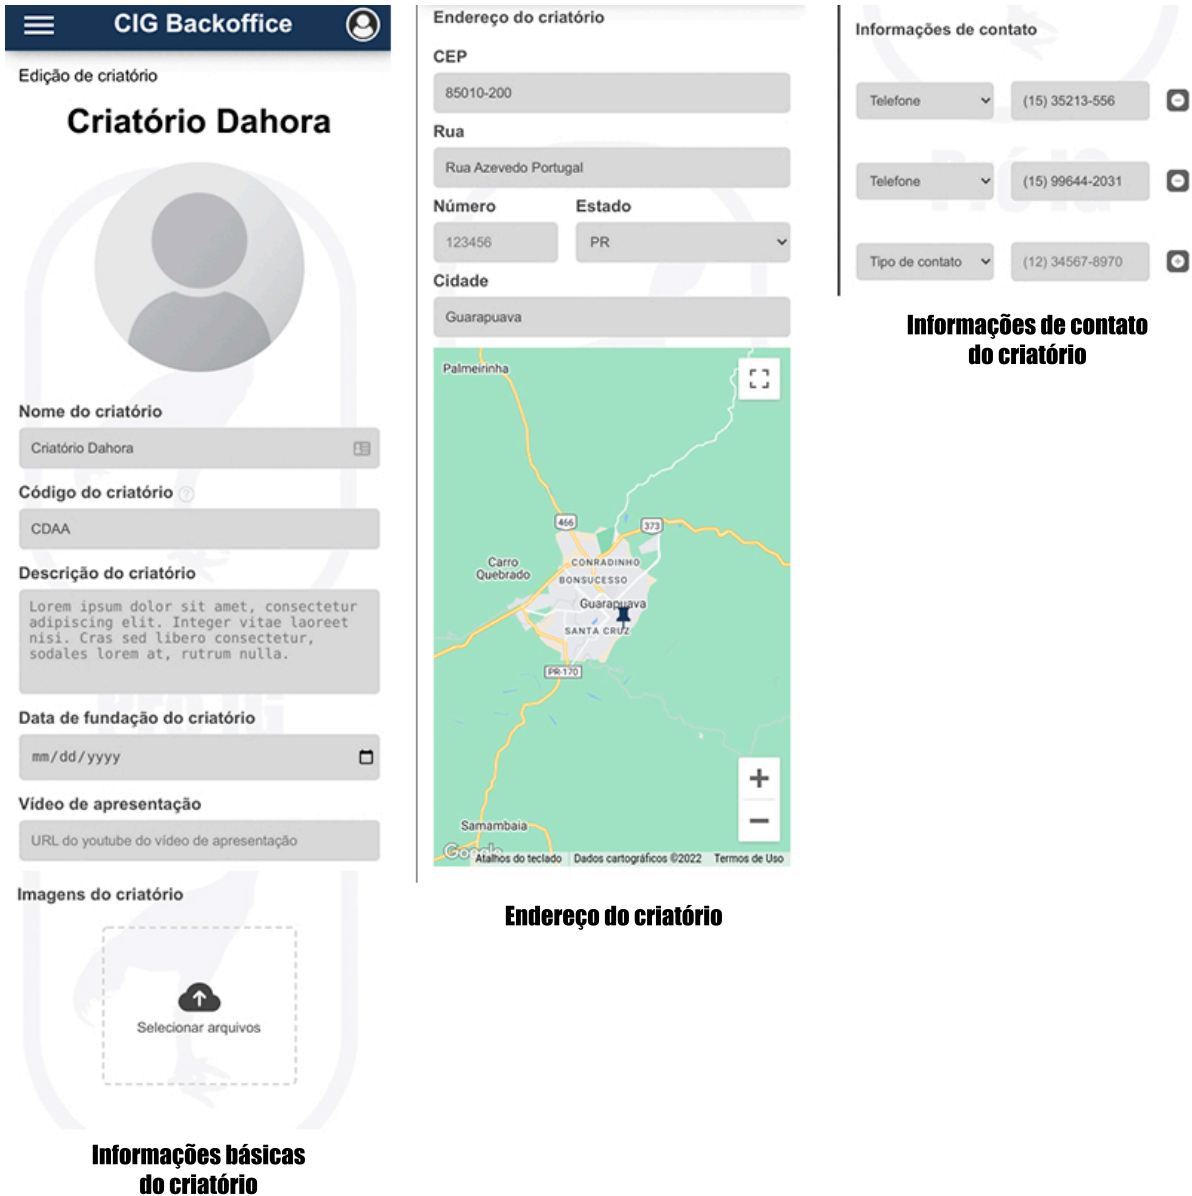 CIG Backoffice
Edição de criatório
Criatório Dahora
Nome do criatório
Criatório Dahora
Código do criatório
CDAA
Descrição do criatório
Lorem ipsum dolor sit amet, consectetur
adipiscing elit. Integer vitae laoreet
nisi. Cras sed libero consectetur,
sodales lorem at, rutrum nulla.
Data de fundação do criatório
mm/dd/yyyy
Vídeo de apresentação
URL do youtube do vídeo de apresentação
Imagens do criatório
Selecionar arquivos
Informações básicas
do criatório
Endereço do criatório
CEP
85010-200
Rua
Rua Azevedo Portugal
Número Estado
123456 PR
Cidade
Guarapuava
Palmeirinha
466
373
Carro
Quebrado
CONRADINHO
BONSUCESSO
Guarapuava
SANTA CRUZ
PR-170
Samambaia
Google
Atalhos do teclado Dados cartográficos ©2022 Termos de Uso
Endereço do criatório
Informações de contato
Telefone (15) 35213-556
Telefone (15) 99644-2031
Tipo de contato (12) 34567-8970
Informações de contato
do criatório